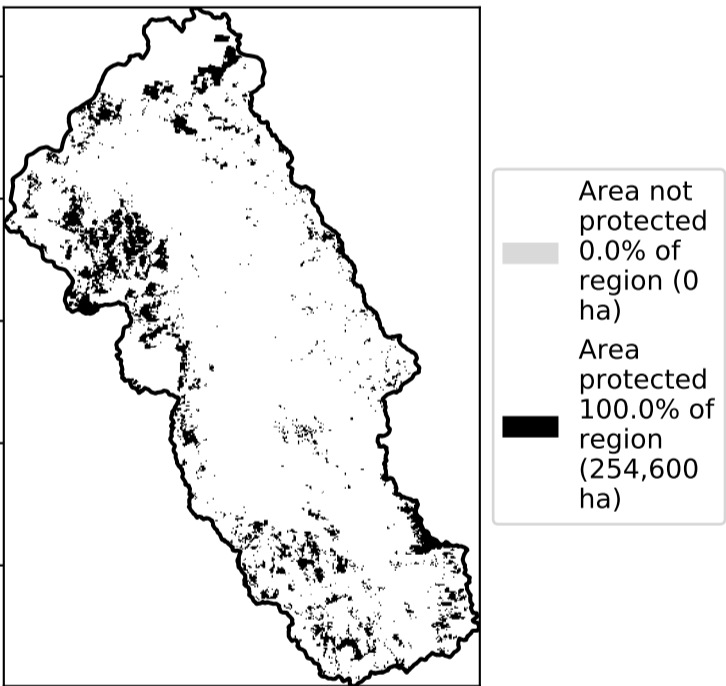 Area not
protected
0.0% of
region (0
ha)
Area
protected
100.0% of
region
(254,600
ha)